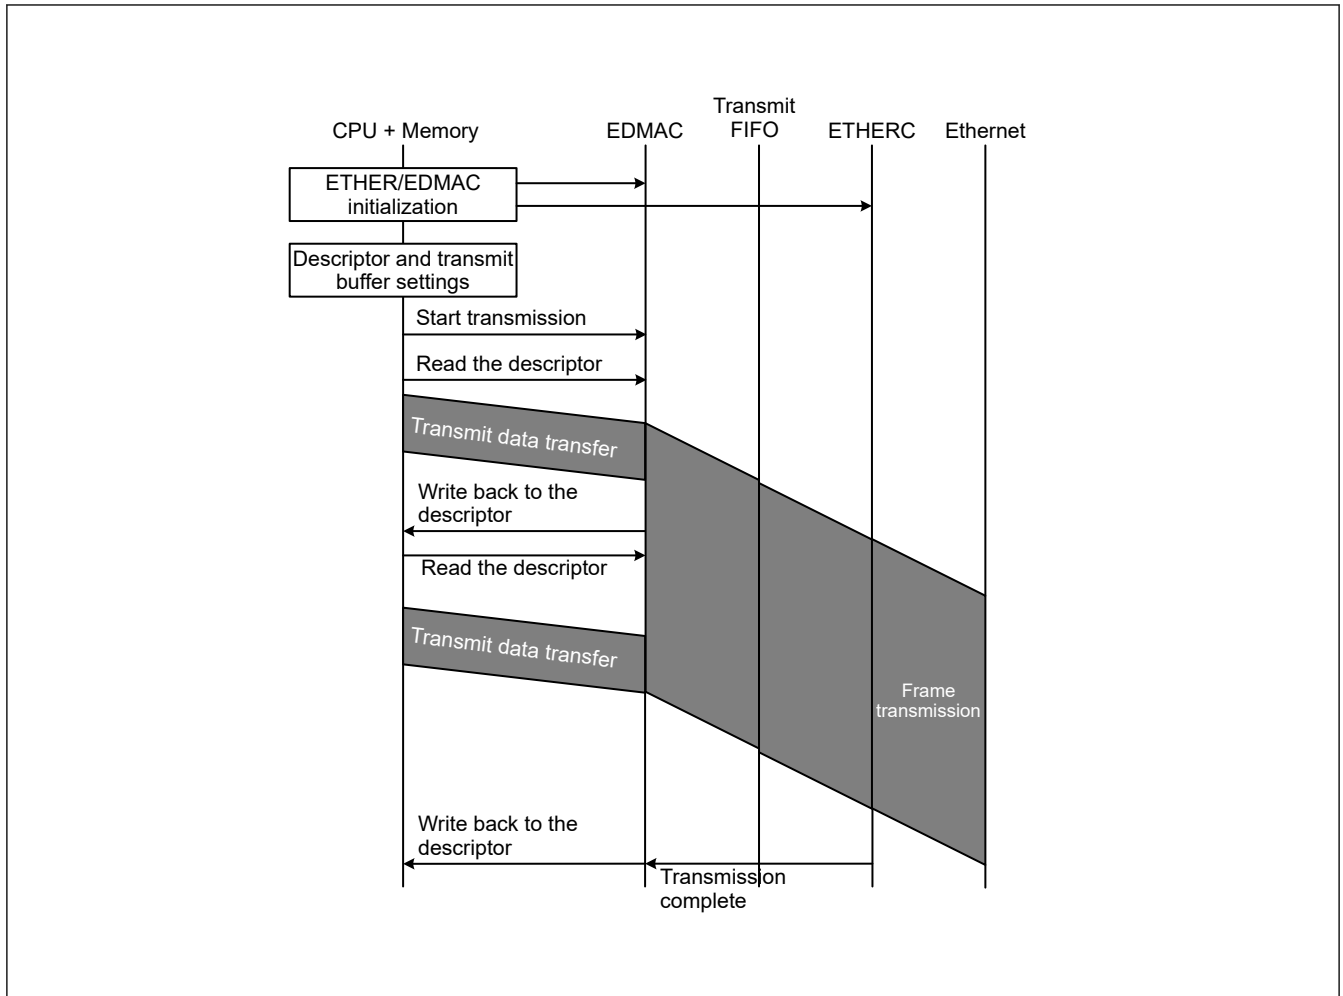 Transmit
CPU + Memory EDMAC FIFO ETHERC Ethernet
ETHER/EDMAC
initialization
Descriptor and transmit
buffer settings
Start transmission
Read the descriptor
Transmit data transfer
Write back to the
descriptor
Read the descriptor
Transmit data transfer
Frame
transmission
Write back to the
descriptor
Transmission
complete